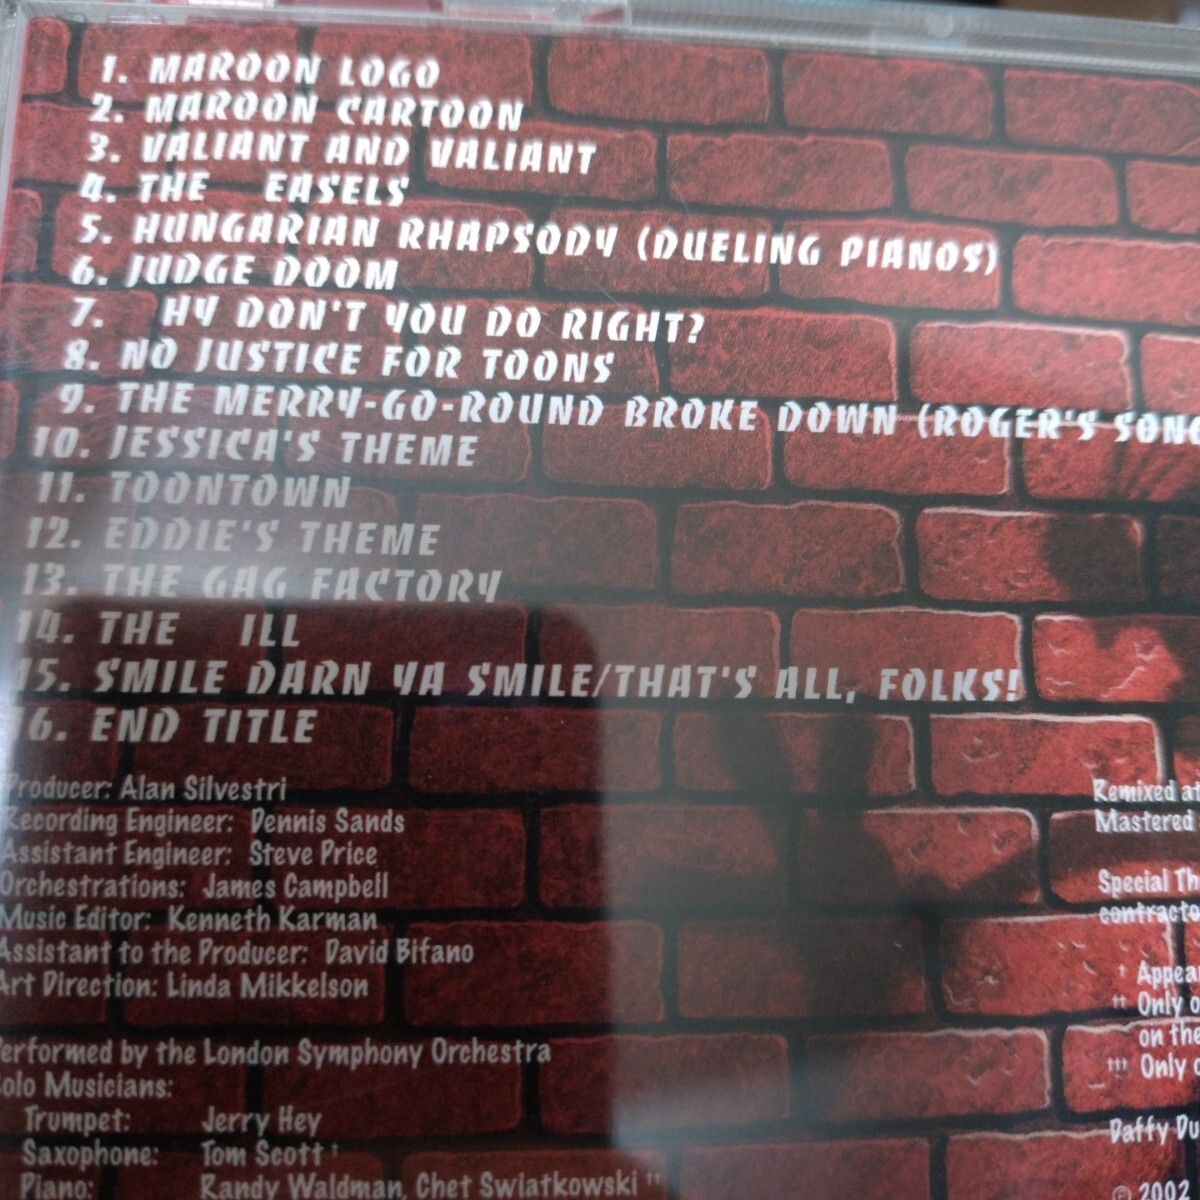 1. MAROON LOGO
2. MAROON CARTOON
3. VALIANT AND VALIANT
4. THE EASELS
5. HUNGARIAN RHAPSODY (DUELING PIANOS)
6. JUDGE DOOM
7. HY DON'T YOU DO RIGHT?
8. NO JUSTICE FOR TOONS
9. THE MERRY-GO-ROUND BROKE DOWN (ROGER'S SONG
10. JESSICA'S THEME
11. TOONTOWN
12. EDDIE'S THEME
13. THE GAG FACTORY
14. THE ILL
15. SMILE DARN YA SMILE/THAT'S ALL, FOLKS!
16. END TITLE
Producer: Alan Silvestri
Recording Engineer: Dennis Sands
Assistant Engineer: Steve Price
Orchestrations: James Campbell
Music Editor: Kenneth Karman
Assistant to the Producer: David Bifano
Art Direction: Linda Mikkelson
Performed by the London Symphony Orchestra
Solo Musicians:
Trumpet: Jerry Hey
Saxophone: Tom Scott †
Piano: Randy Waldman, Chet Swiatkowski ††
Remixed at
Mastered
Special Th
contracto
† Appear
†† Only o
on the
††† Only o
Daffy Du
© 2002